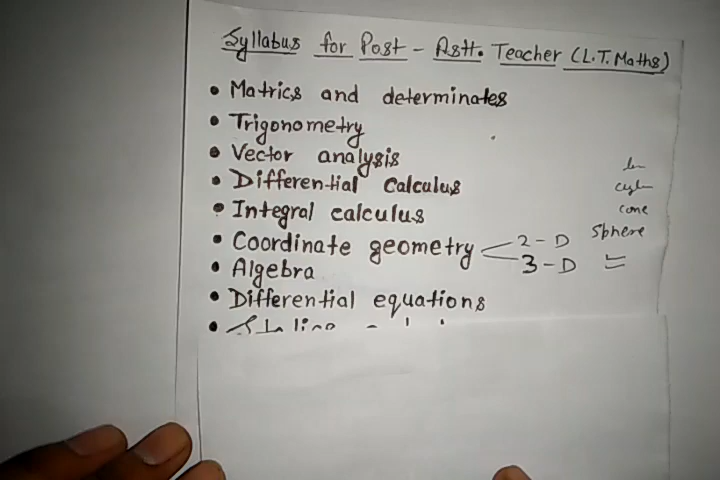 Syllabus for Post - Astt. Teacher (L.T. Maths)
• Matrics and determinates
• Trigonometry
• Vector analysis
• Differential calculus
• Integral calculus
• Coordinate geometry 2-D
3-D
• Algebra
• Differential equations
cone
Sphere